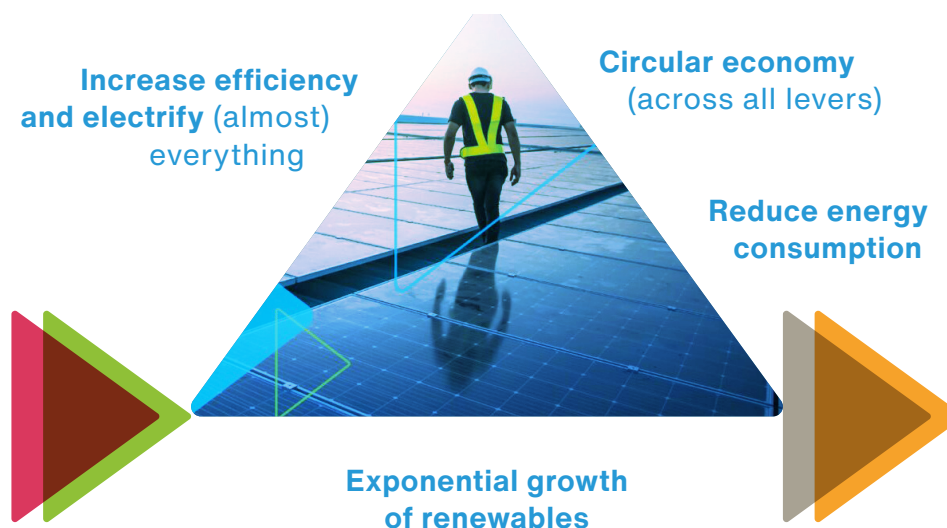 Increase efficiency
and electrify (almost)
everything
Circular economy
(across all levers)
Reduce energy
consumption
Exponential growth
of renewables